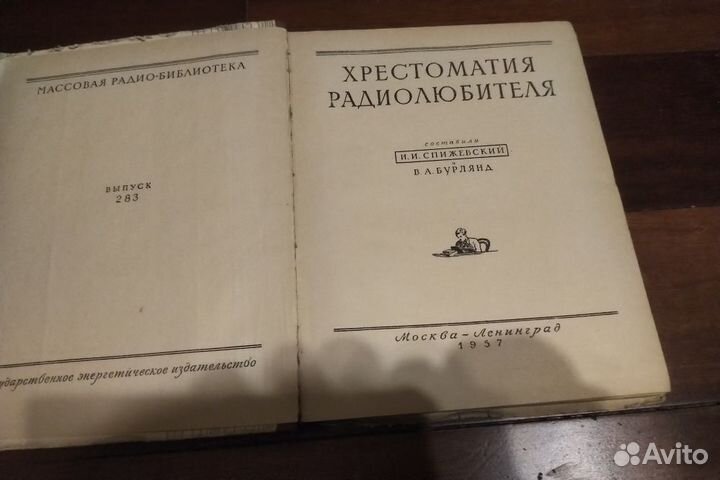 МАССОВАЯ РАДИО-БИБЛИОТЕКА
ВЫПУСК
283
ударственное энергетическое издательство
ХРЕСТОМАТИЯ
РАДИОЛЮБИТЕЛЯ
составили
И. И. СПИЖЕВСКИЙ
и
В. А. БУРЛЯНД
Москва – Ленинград
1957
Avito